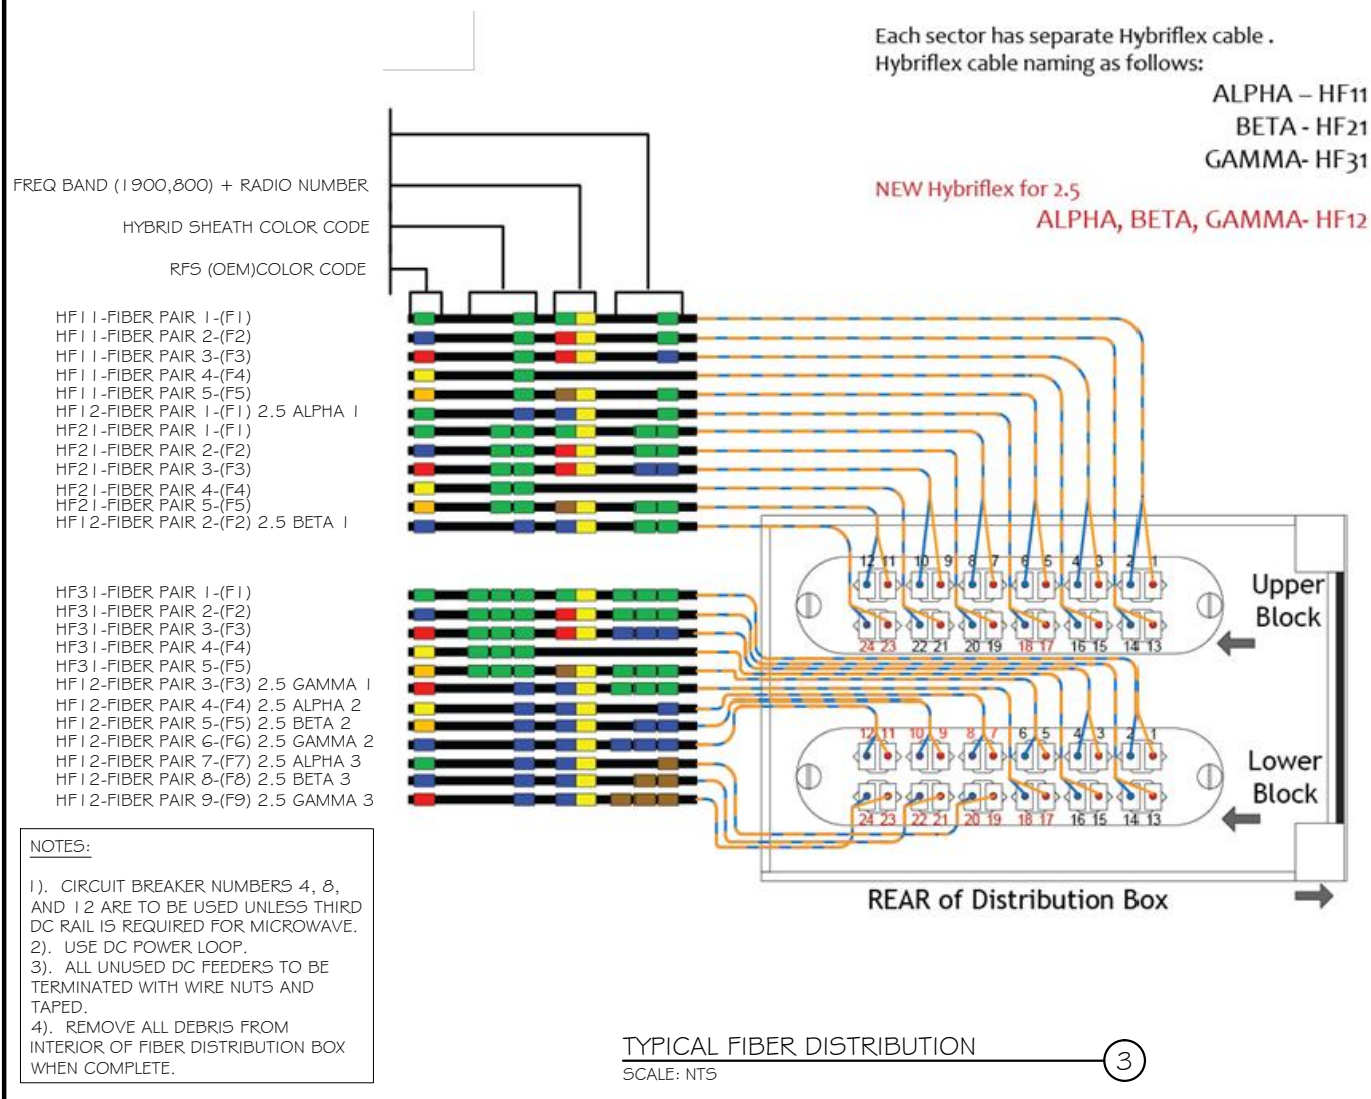 Each sector has separate Hybriflex cable .
Hybriflex cable naming as follows:
ALPHA – HF11
BETA - HF21
GAMMA- HF31
NEW Hybriflex for 2.5
ALPHA, BETA, GAMMA- HF12
FREQ BAND (1900,800) + RADIO NUMBER
HYBRID SHEATH COLOR CODE
RFS (OEM)COLOR CODE
HF11-FIBER PAIR 1-(F1)
HF11-FIBER PAIR 2-(F2)
HF11-FIBER PAIR 3-(F3)
HF11-FIBER PAIR 4-(F4)
HF11-FIBER PAIR 5-(F5)
HF12-FIBER PAIR 1-(F1) 2.5 ALPHA 1
HF21-FIBER PAIR 1-(F1)
HF21-FIBER PAIR 2-(F2)
HF21-FIBER PAIR 3-(F3)
HF21-FIBER PAIR 4-(F4)
HF21-FIBER PAIR 5-(F5)
HF12-FIBER PAIR 2-(F2) 2.5 BETA 1
12 11 10 9 8 7 6 5 4 3 2 1
Upper
Block
24 23 22 21 20 19 18 17 16 15 14 13
HF31-FIBER PAIR 1-(F1)
HF31-FIBER PAIR 2-(F2)
HF31-FIBER PAIR 3-(F3)
HF31-FIBER PAIR 4-(F4)
HF31-FIBER PAIR 5-(F5)
HF12-FIBER PAIR 3-(F3) 2.5 GAMMA 1
HF12-FIBER PAIR 4-(F4) 2.5 ALPHA 2
HF12-FIBER PAIR 5-(F5) 2.5 BETA 2
HF12-FIBER PAIR 6-(F6) 2.5 GAMMA 2
HF12-FIBER PAIR 7-(F7) 2.5 ALPHA 3
HF12-FIBER PAIR 8-(F8) 2.5 BETA 3
HF12-FIBER PAIR 9-(F9) 2.5 GAMMA 3
12 11 10 9 8 7 6 5 4 3 2 1
Lower
Block
24 23 22 21 20 19 18 17 16 15 14 13
REAR of Distribution Box
NOTES:
1). CIRCUIT BREAKER NUMBERS 4, 8,
AND 12 ARE TO BE USED UNLESS THIRD
DC RAIL IS REQUIRED FOR MICROWAVE.
2). USE DC POWER LOOP.
3). ALL UNUSED DC FEEDERS TO BE
TERMINATED WITH WIRE NUTS AND
TAPED.
4). REMOVE ALL DEBRIS FROM
INTERIOR OF FIBER DISTRIBUTION BOX
WHEN COMPLETE.
TYPICAL FIBER DISTRIBUTION
SCALE: NTS
3